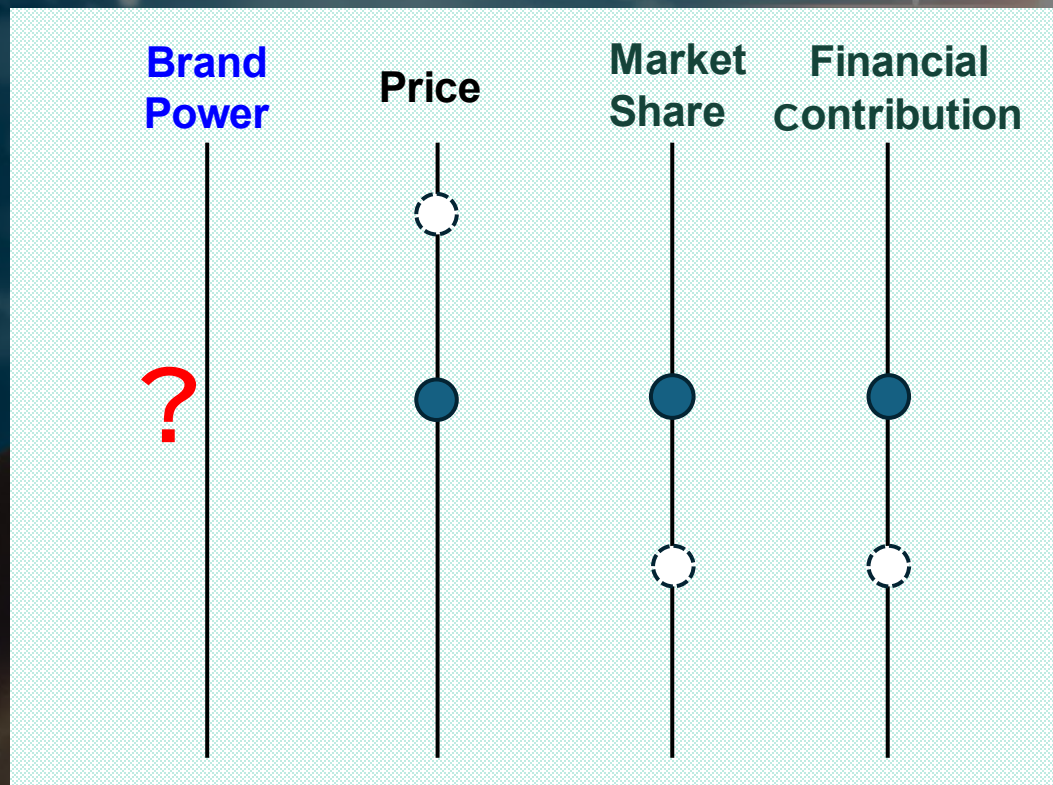 Brand
Power
Price
Market
Share
Financial
Contribution
?